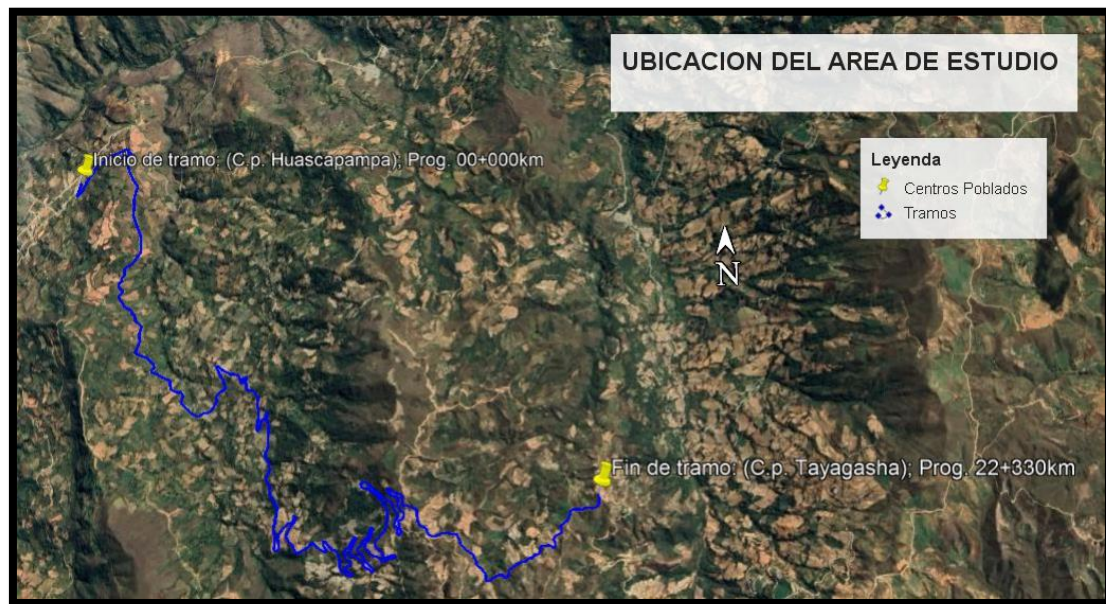 UBICACION DEL AREA DE ESTUDIO
Inicio de tramo: (C.p. Huascapampa); Prog. 00+000km
Leyenda
Centros Poblados
Tramos
N
Fin de tramo: (C.p. Tayagasha); Prog. 22+330km